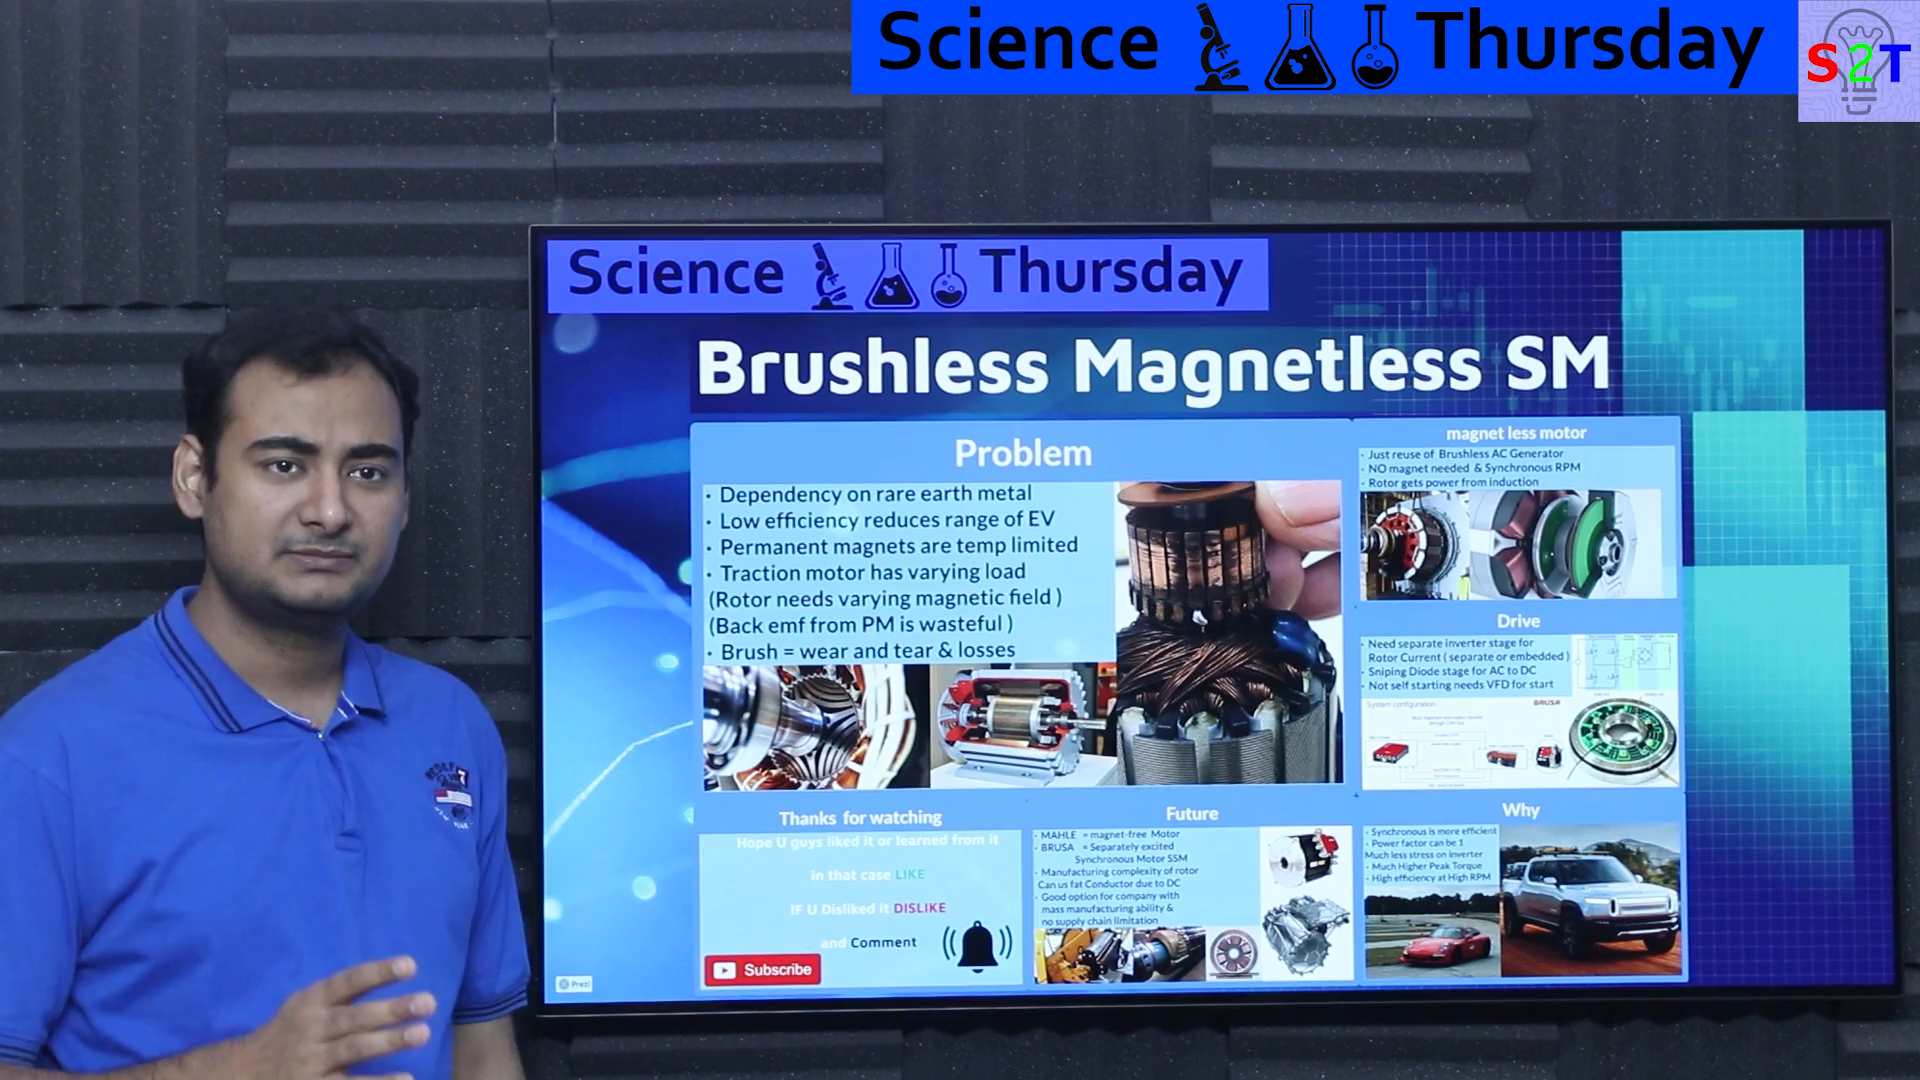 Science Thursday
S2T
Science Thursday
Brushless Magnetless SM
Problem
· Dependency on rare earth metal
· Low efficiency reduces range of EV
· Permanent magnets are temp limited
· Traction motor has varying load
(Rotor needs varying magnetic field )
(Back emf from PM is wasteful )
· Brush = wear and tear & losses
magnet less motor
- Just reuse of Brushless AC Generator
- NO magnet needed & Synchronous RPM
- Rotor gets power from induction
Drive
- Need separate inverter stage for
Rotor Current ( separate or embedded )
- Sniping Diode stage for AC to DC
- Not self starting needs VFD for start
System configuration
BRUSA
Thanks for watching
Hope U guys liked it or learned from it
in that case LIKE
IF U Disliked it DISLIKE
and Comment
Subscribe
Future
- MAHLE = magnet-free Motor
- BRUSA = Separately excited
Synchronous Motor SSM
- Manufacturing complexity of rotor
Can us fat Conductor due to DC
- Good option for company with
mass manufacturing ability &
no supply chain limitation
Why
- Synchronous is more efficient
- Power factor can be 1
Much less stress on inverter
- Much Higher Peak Torque
- High efficiency at High RPM
Prezi